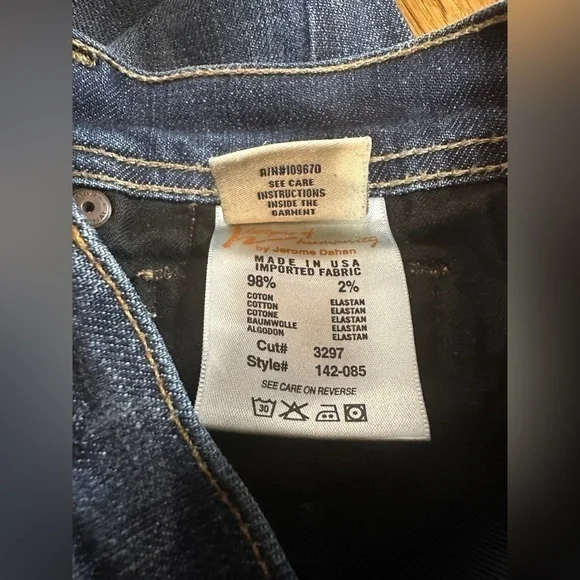 R/N#109670
SEE CARE
INSTRUCTIONS
INSIDE THE
GARMENT
humanity
by Jerome Dahan
MADE IN USA
IMPORTED FABRIC
98% 2%
COTON ELASTAN
COTTON ELASTAN
COTONE ELASTAN
BAUMWOLLE ELASTAN
ALGODON ELASTAN
Cut# 3297
Style# 142-085
SEE CARE ON REVERSE
30